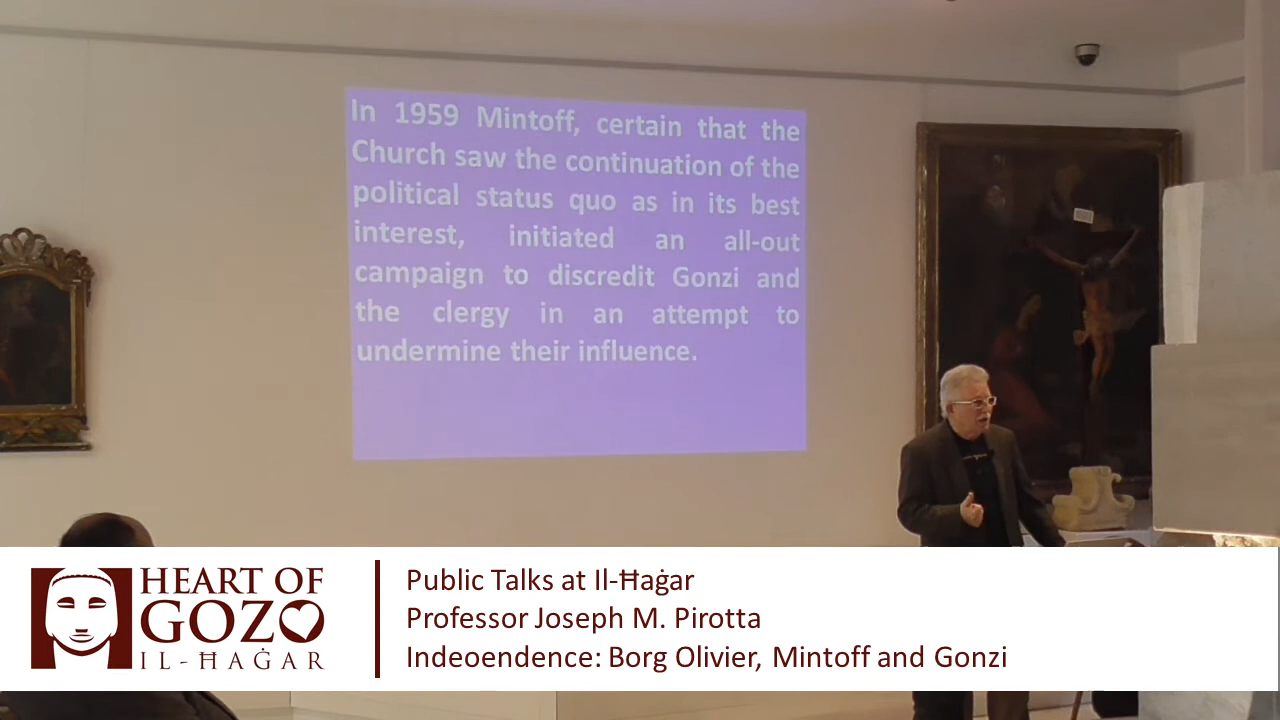 In 1959 Mintoff, certain that the
Church saw the continuation of the
political status quo as in its best
interest, initiated an all-out
campaign to discredit Gonzi and
the clergy in an attempt to
undermine their influence.
HEART OF
GOZO
IL-ĦAĠAR
Public Talks at Il-Ħaġar
Professor Joseph M. Pirotta
Indeoendence: Borg Olivier, Mintoff and Gonzi